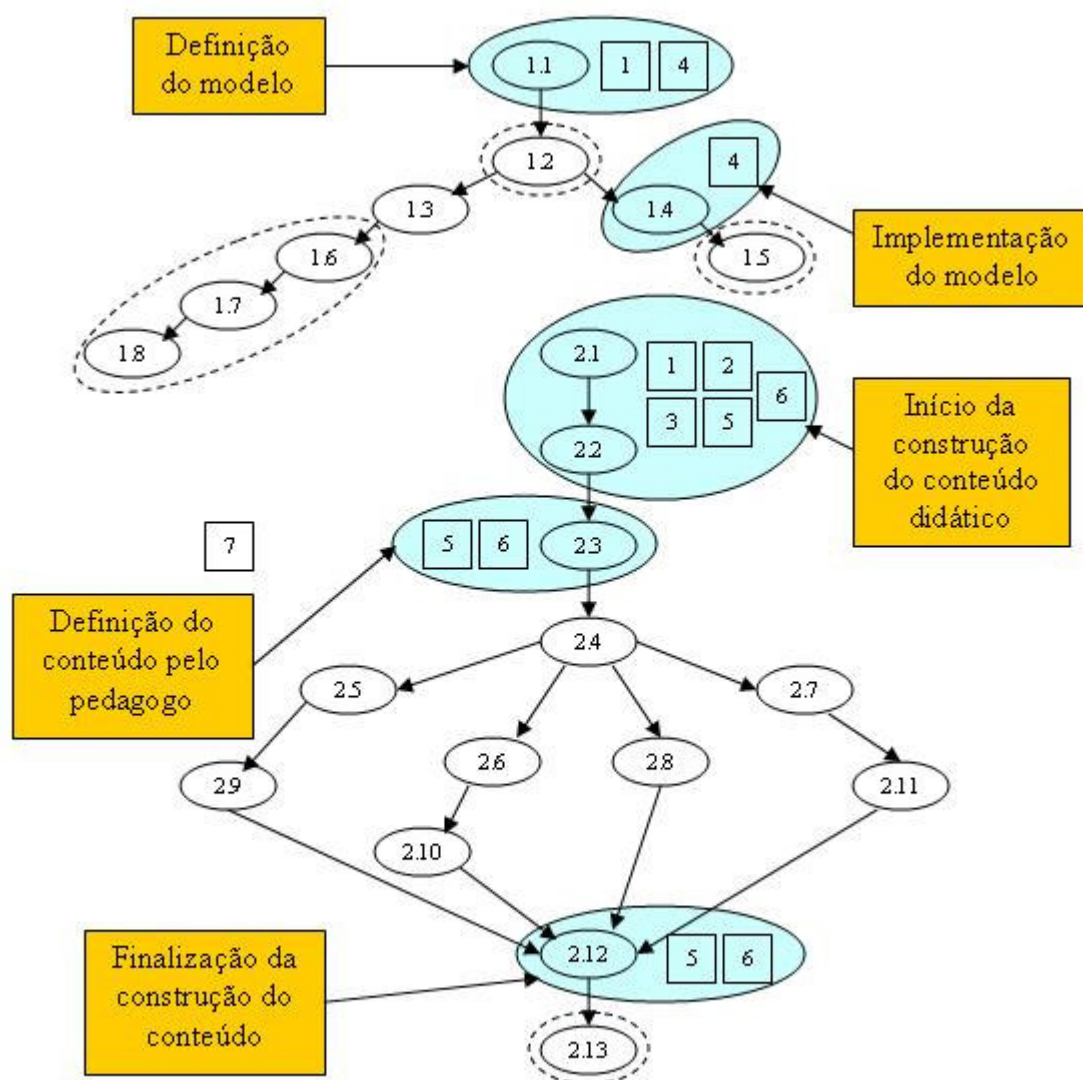 Definição
do modelo
1.1
1
4
1.2
4
1.3
1.4
Implementação
do modelo
1.6
1.5
1.7
1.8
2.1
1
2
6
3
5
2.2
Início da
construção
do conteúdo
didático
7
5
6
2.3
Definição do
conteúdo pelo
pedagogo
2.4
2.5
2.7
2.6
2.8
2.9
2.11
2.10
Finalização da
construção do
conteúdo
2.12
5
6
2.13